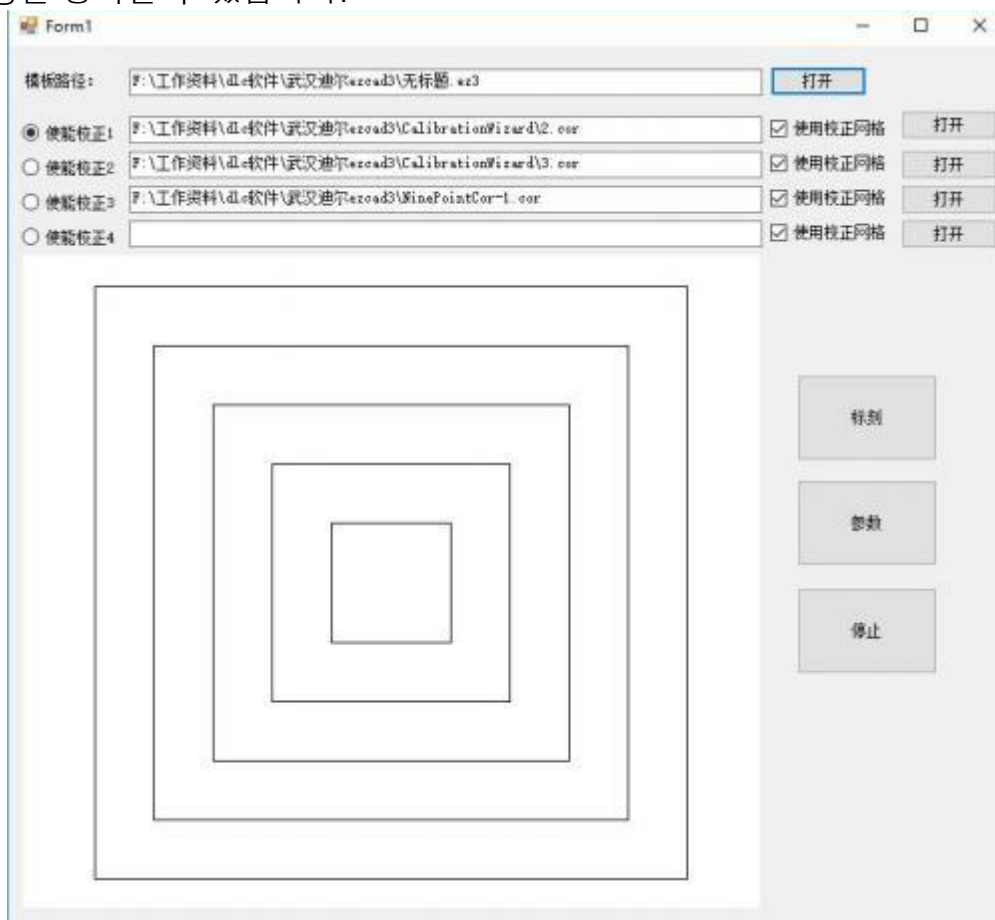 Form1
模板路径: F:\工作资料\dlc软件\武汉迪尔ezcad3\无标题.ez3 打开
使能校正1 F:\工作资料\dlc软件\武汉迪尔ezcad3\CalibrationWizard\2.cor 使用校正网格 打开
使能校正2 F:\工作资料\dlc软件\武汉迪尔ezcad3\CalibrationWizard\3.cor 使用校正网格 打开
使能校正3 F:\工作资料\dlc软件\武汉迪尔ezcad3\NinePointCor-1.cor 使用校正网格 打开
使能校正4 使用校正网格 打开
标刻
参数
停止